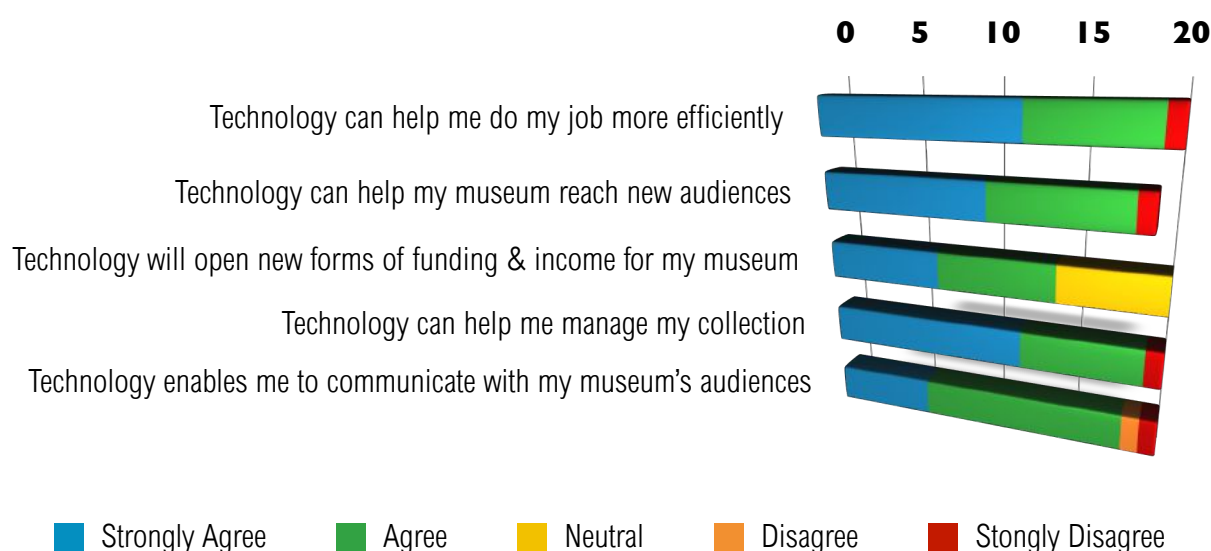 0 5 10 15 20
Technology can help me do my job more efficiently
Technology can help my museum reach new audiences
Technology will open new forms of funding & income for my museum
Technology can help me manage my collection
Technology enables me to communicate with my museum’s audiences
Strongly Agree Agree Neutral Disagree Stongly Disagree